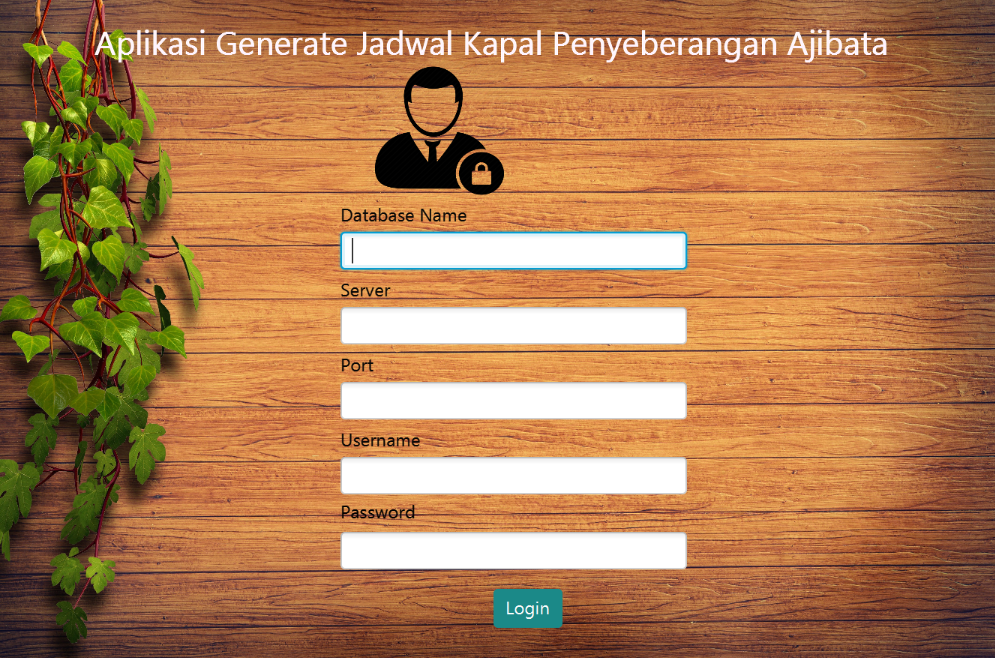 Aplikasi Generate Jadwal Kapal Penyeberangan Ajibata
Database Name
Server
Port
Username
Password
Login